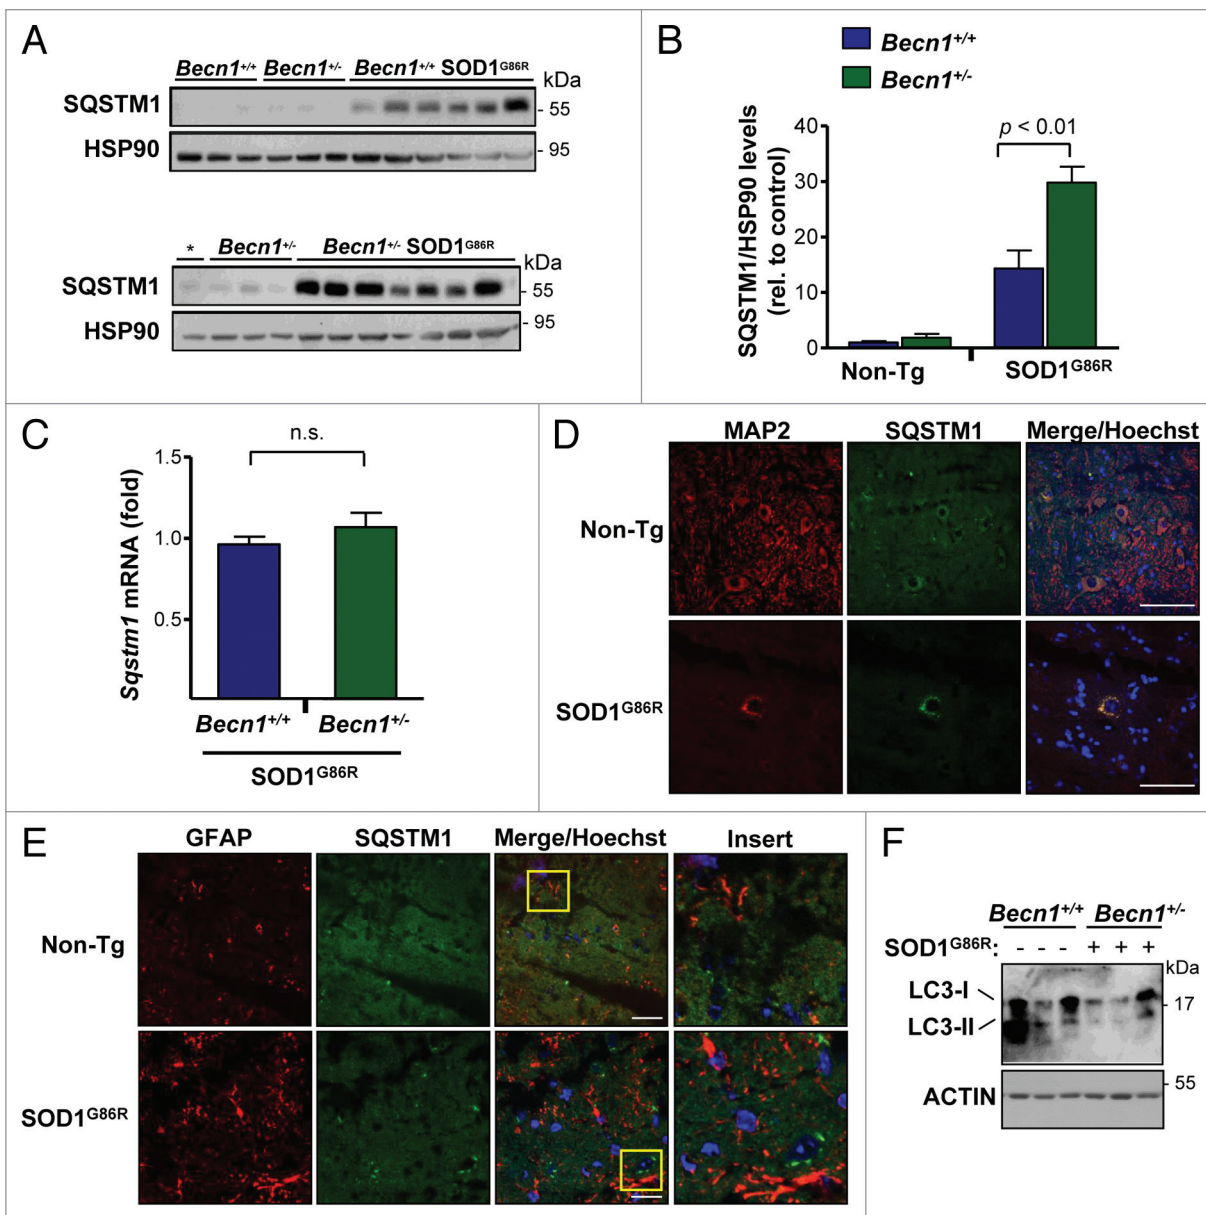 A
Becn1+/+ Becn1+/- Becn1+/+ SOD1G86R
kDa
SQSTM1
- 55
HSP90
- 95
* Becn1+/- Becn1+/- SOD1G86R
kDa
SQSTM1
- 55
HSP90
- 95
B
Becn1+/+
Becn1+/-
SQSTM1/HSP90 levels
(rel. to control)
40
30
20
10
0
p < 0.01
Non-Tg SOD1G86R
C
n.s.
Sqstm1 mRNA (fold)
1.5
1.0
0.5
Becn1+/+ Becn1+/-
SOD1G86R
D
MAP2 SQSTM1 Merge/Hoechst
Non-Tg
SOD1G86R
E
GFAP SQSTM1 Merge/Hoechst Insert
Non-Tg
SOD1G86R
F
Becn1+/+ Becn1+/-
SOD1G86R: - - - + + +
kDa
LC3-I
- 17
LC3-II
- 55
ACTIN